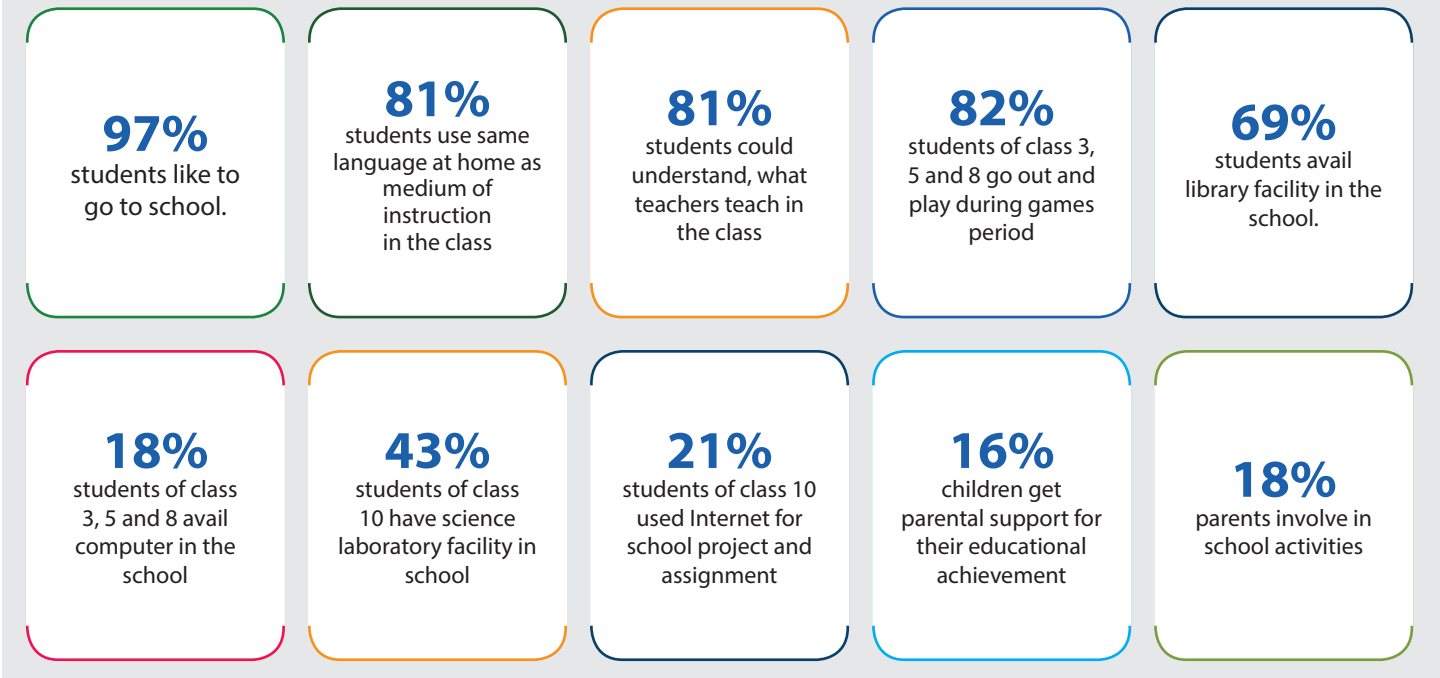 97%
students like to
go to school.
81%
students use same
language at home as
medium of
instruction
in the class
81%
students could
understand, what
teachers teach in
the class
82%
students of class 3,
5 and 8 go out and
play during games
period
69%
students avail
library facility in the
school.
18%
students of class
3, 5 and 8 avail
computer in the
school
43%
students of class
10 have science
laboratory facility in
school
21%
students of class 10
used Internet for
school project and
assignment
16%
children get
parental support for
their educational
achievement
18%
parents involve in
school activities